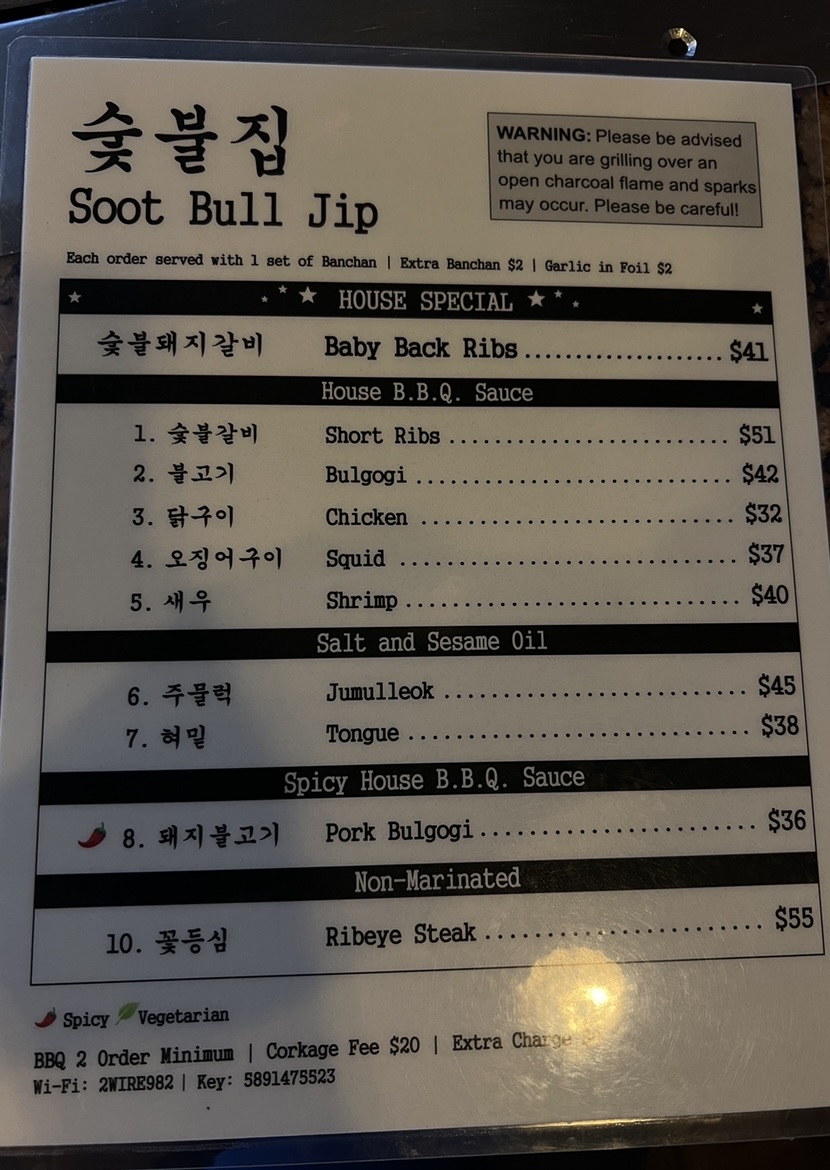 숯불집
Soot Bull Jip
WARNING: Please be advised
that you are grilling over an
open charcoal flame and sparks
may occur. Please be careful!
Each order served with 1 set of Banchan | Extra Banchan $2 | Garlic in Foil $2
HOUSE SPECIAL
숯불돼지갈비 Baby Back Ribs....................$41
House B.B.Q. Sauce
1. 숯불갈비 Short Ribs ............................$51
2. 불고기 Bulgogi ................................$42
3. 닭구이 Chicken ................................$32
4. 오징어구이 Squid ..................................$37
5. 새우 Shrimp ..................................$40
Salt and Sesame Oil
6. 주물럭 Jumulleok ..............................$45
7. 혀밑 Tongue ..................................$38
Spicy House B.B.Q. Sauce
8. 돼지불고기 Pork Bulgogi............................$36
Non-Marinated
10. 꽃등심 Ribeye Steak ............................$55
Spicy Vegetarian
BBQ 2 Order Minimum | Corkage Fee $20 | Extra Charge
Wi-Fi: 2WIRE982 | Key: 5891475523